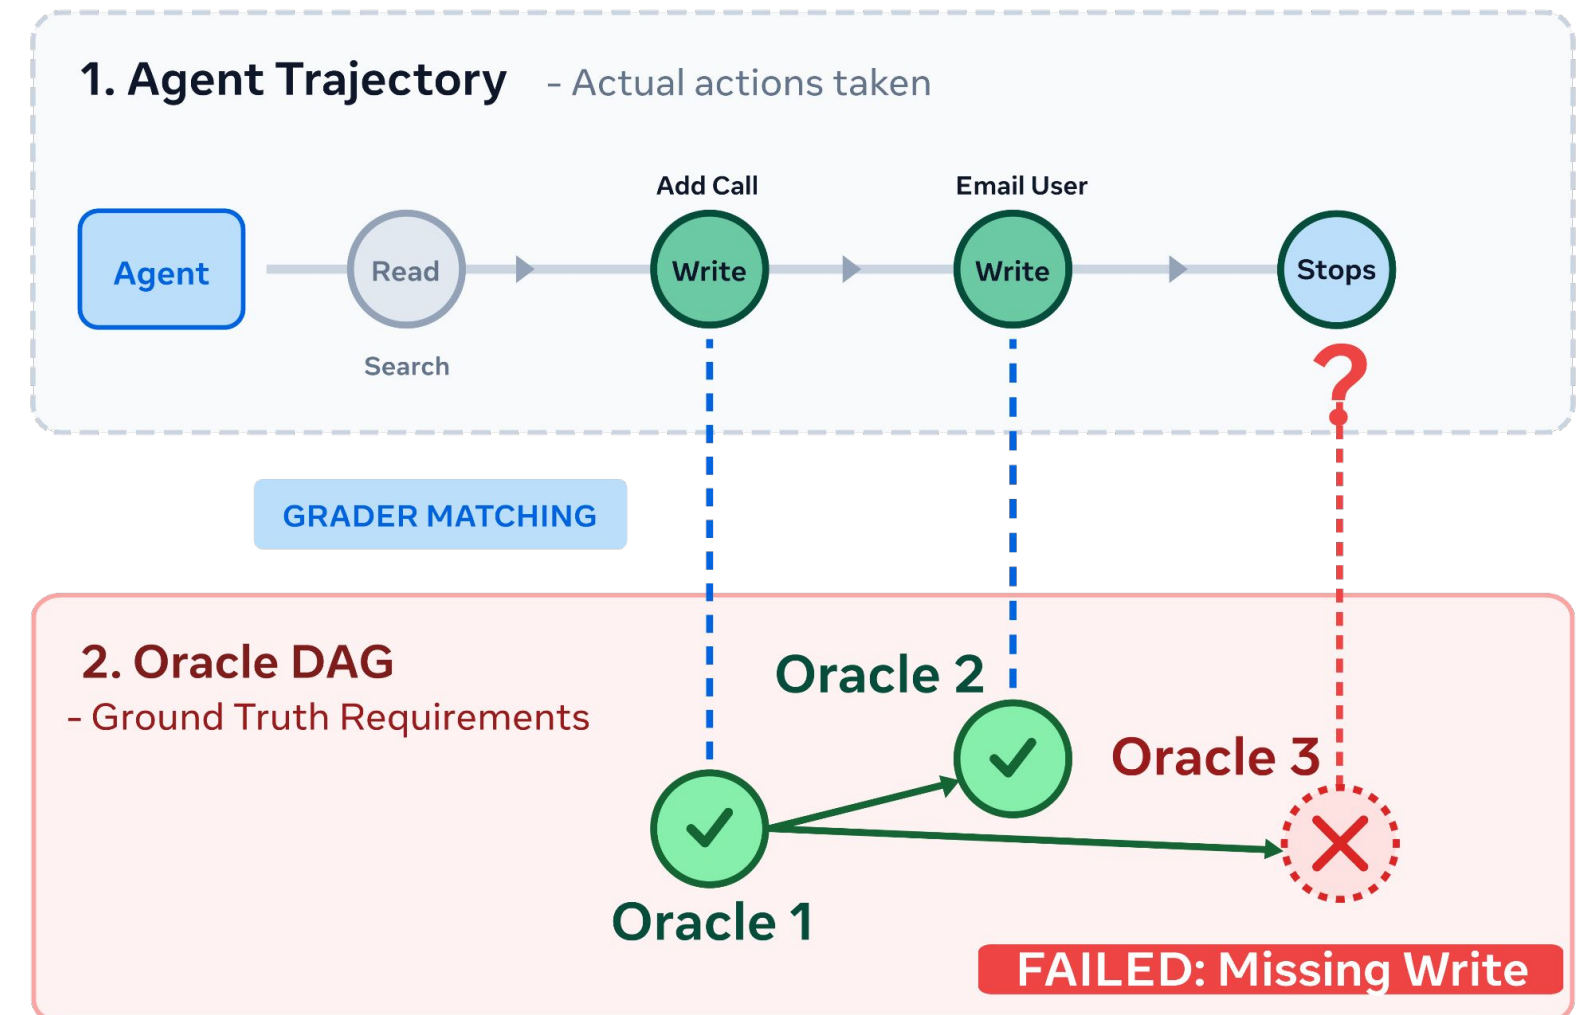 1. Agent Trajectory - Actual actions taken
Add Call
Email User
Agent
Read
Write
Write
Stops
Search
?
GRADER MATCHING
2. Oracle DAG
- Ground Truth Requirements
Oracle 2
Oracle 3
Oracle 1
FAILED: Missing Write